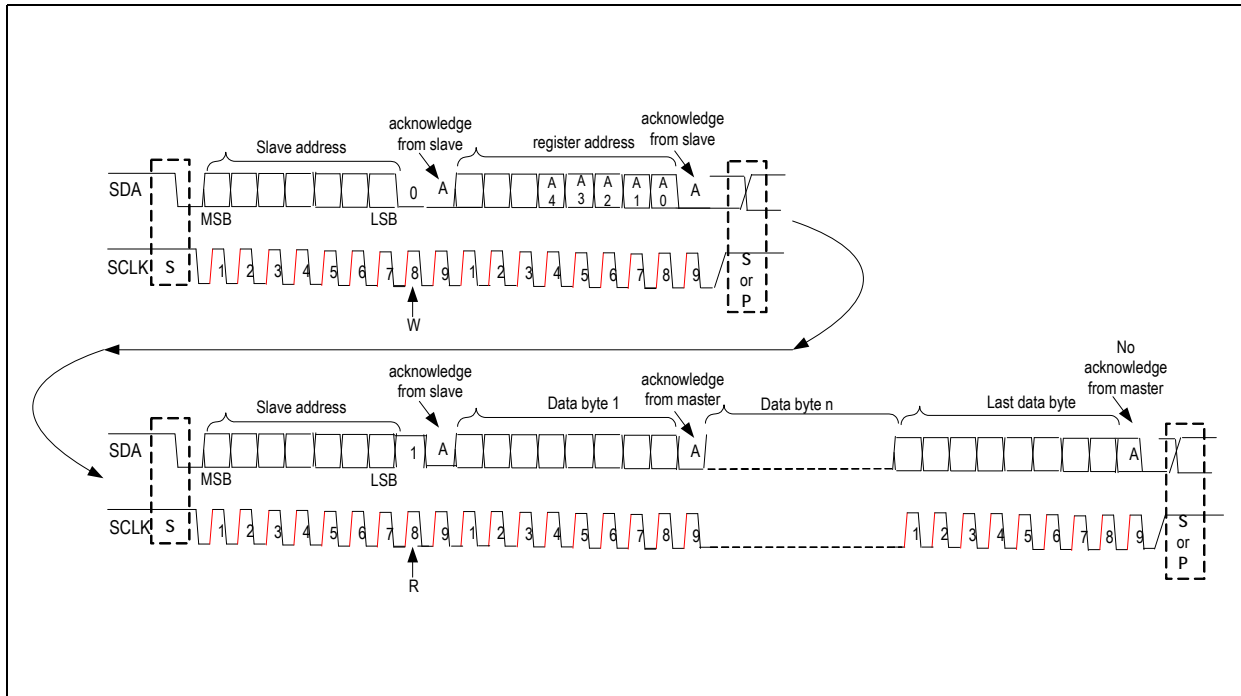 acknowledge
from slave
acknowledge
from slave
Slave address
register address
SDA
0
A
A
4
A
3
A
2
A
1
A
0
A
MSB
LSB
SCLK
S
1 2 3 4 5 6 7 8 9 1 2 3 4 5 6 7 8 9
S
or
P
W
No
acknowledge
from master
acknowledge
from slave
acknowledge
from master
Slave address
Data byte 1
Data byte n
Last data byte
SDA
1
A
A
A
MSB
LSB
SCLK
S
1 2 3 4 5 6 7 8 9 1 2 3 4 5 6 7 8 9
1 2 3 4 5 6 7 8 9
S
or
P
R